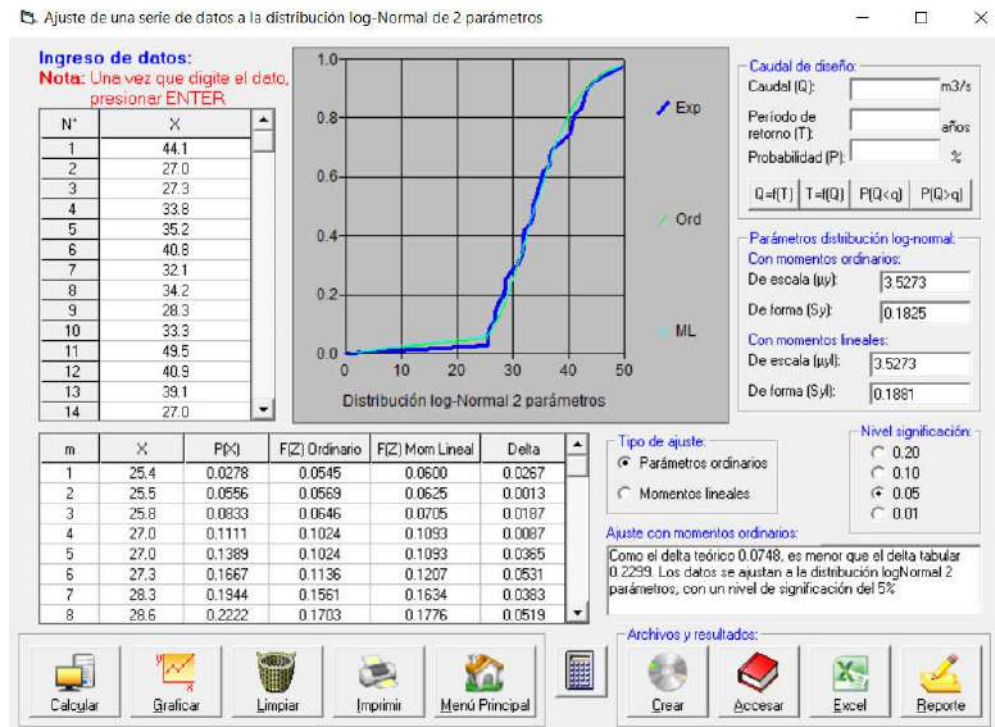 Ajuste de una serie de datos a la distribución log-Normal de 2 parámetros
Ingreso de datos:
Nota: Una vez que digite el dato,
presionar ENTER
N° X
1 44.1
2 27.0
3 27.3
4 33.8
5 35.2
6 40.8
7 32.1
8 34.2
9 28.3
10 33.3
11 49.5
12 40.9
13 39.1
14 27.0
1.0
0.8
0.6
0.4
0.2
0.0
0 10 20 30 40 50
Distribución log-Normal 2 parámetros
Exp
Ord
ML
Caudal de diseño:
Caudal (Q): m3/s
Período de
retorno (T): años
Probabilidad (P): %
Q=f(T) T=f(Q) P(Q<q) P(Q>q)
Parámetros distribución log-normal:
Con momentos ordinarios:
De escala (μy): 3.5273
De forma (Sy): 0.1825
Con momentos lineales:
De escala (μyl): 3.5273
De forma (Syl): 0.1881
m X P(X) F(Z) Ordinario F(Z) Mom Lineal Delta
1 25.4 0.0278 0.0545 0.0600 0.0267
2 25.5 0.0556 0.0569 0.0625 0.0013
3 25.8 0.0833 0.0646 0.0705 0.0187
4 27.0 0.1111 0.1024 0.1093 0.0087
5 27.0 0.1389 0.1024 0.1093 0.0365
6 27.3 0.1667 0.1136 0.1207 0.0531
7 28.3 0.1944 0.1561 0.1634 0.0383
8 28.6 0.2222 0.1703 0.1776 0.0519
Tipo de ajuste:
Parámetros ordinarios
Momentos lineales
Nivel significación:
0.20
0.10
0.05
0.01
Ajuste con momentos ordinarios:
Como el delta teórico 0.0748, es menor que el delta tabular
0.2299. Los datos se ajustan a la distribución logNormal 2
parámetros, con un nivel de significación del 5%
Calcular Graficar Limpiar Imprimir Menú Principal
Archivos y resultados:
Crear Accesar Excel Reporte